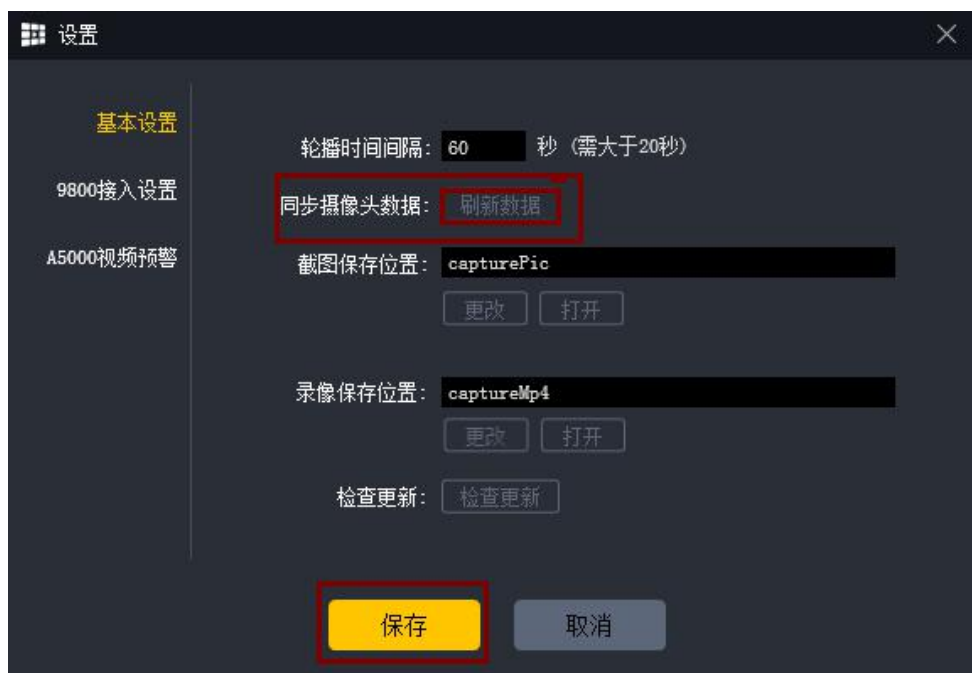 设置
基本设置
9800接入设置
A5000视频预警
轮播时间间隔: 60 秒 (需大于20秒)
同步摄像头数据: 刷新数据
截图保存位置: capturePic
更改 打开
录像保存位置: captureMp4
更改 打开
检查更新: 检查更新
保存 取消